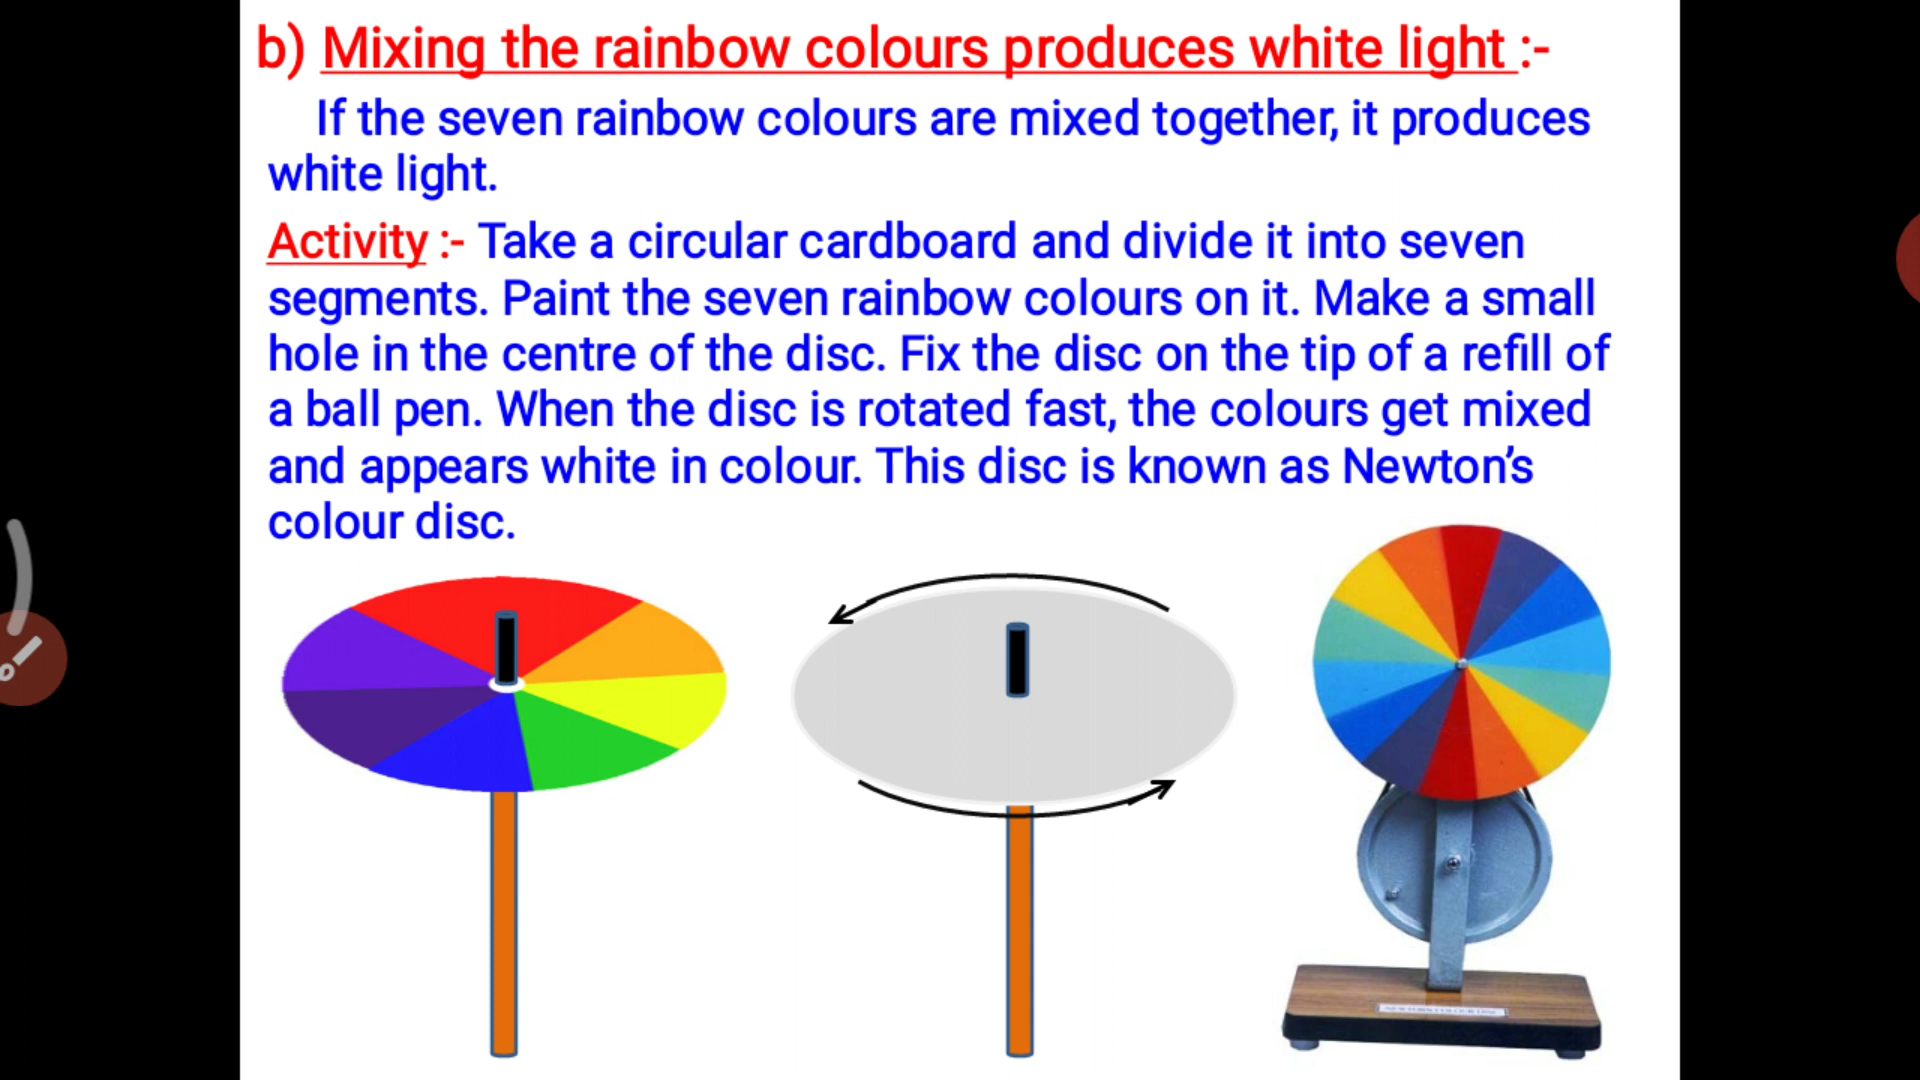 b) Mixing the rainbow colours produces white light :-
If the seven rainbow colours are mixed together, it produces
white light.
Activity :- Take a circular cardboard and divide it into seven
segments. Paint the seven rainbow colours on it. Make a small
hole in the centre of the disc. Fix the disc on the tip of a refill of
a ball pen. When the disc is rotated fast, the colours get mixed
and appears white in colour. This disc is known as Newton’s
colour disc.